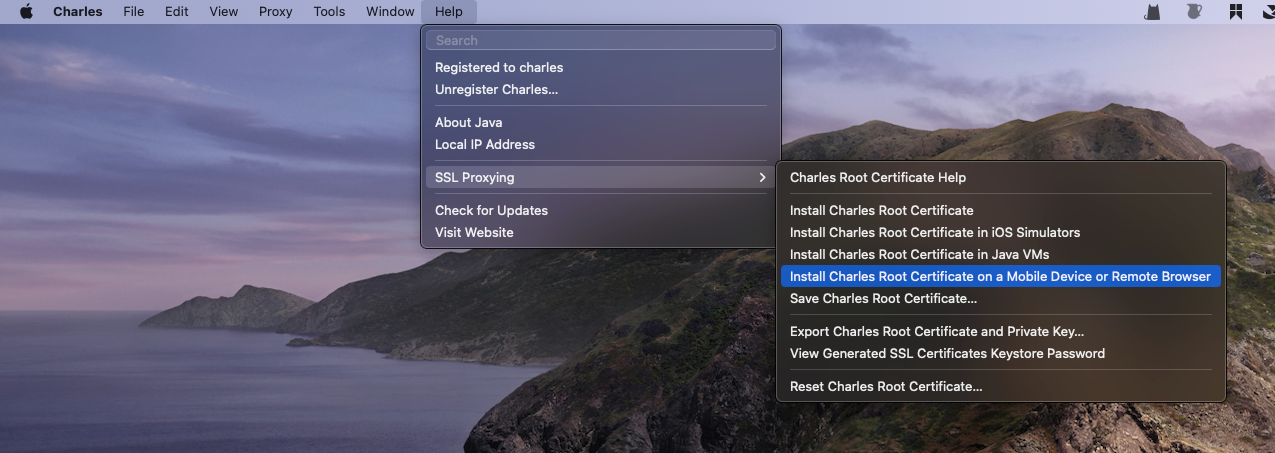 Charles File Edit View Proxy Tools Window Help
Search
Registered to charles
Unregister Charles...
About Java
Local IP Address
SSL Proxying
Check for Updates
Visit Website
Charles Root Certificate Help
Install Charles Root Certificate
Install Charles Root Certificate in iOS Simulators
Install Charles Root Certificate in Java VMs
Install Charles Root Certificate on a Mobile Device or Remote Browser
Save Charles Root Certificate...
Export Charles Root Certificate and Private Key...
View Generated SSL Certificates Keystore Password
Reset Charles Root Certificate...